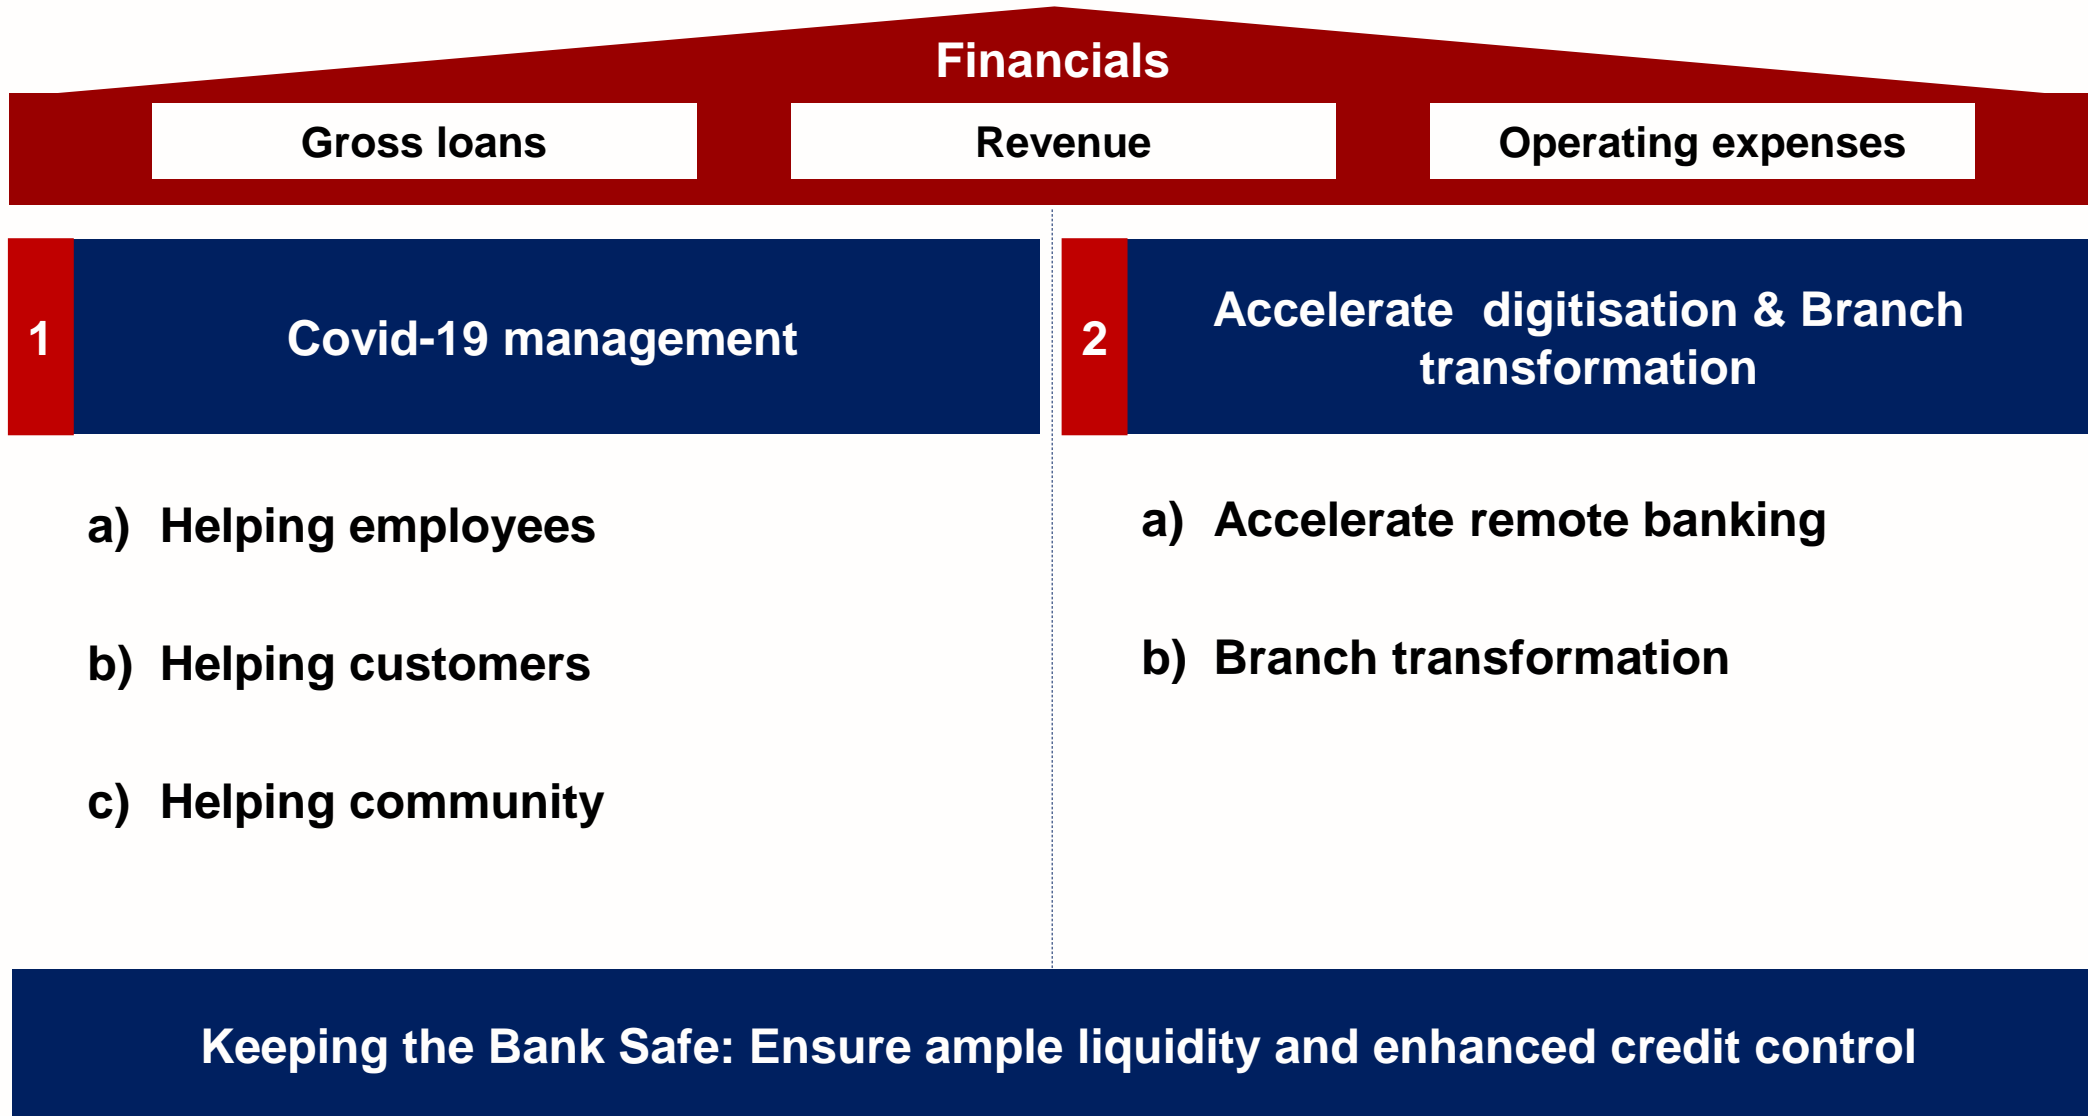 Financials
Gross loans
Revenue
Operating expenses
1
Covid-19 management
2
Accelerate  digitisation & Branch
transformation
a) Helping employees
b) Helping customers
c) Helping community
a) Accelerate remote banking
b) Branch transformation
Keeping the Bank Safe: Ensure ample liquidity and enhanced credit control